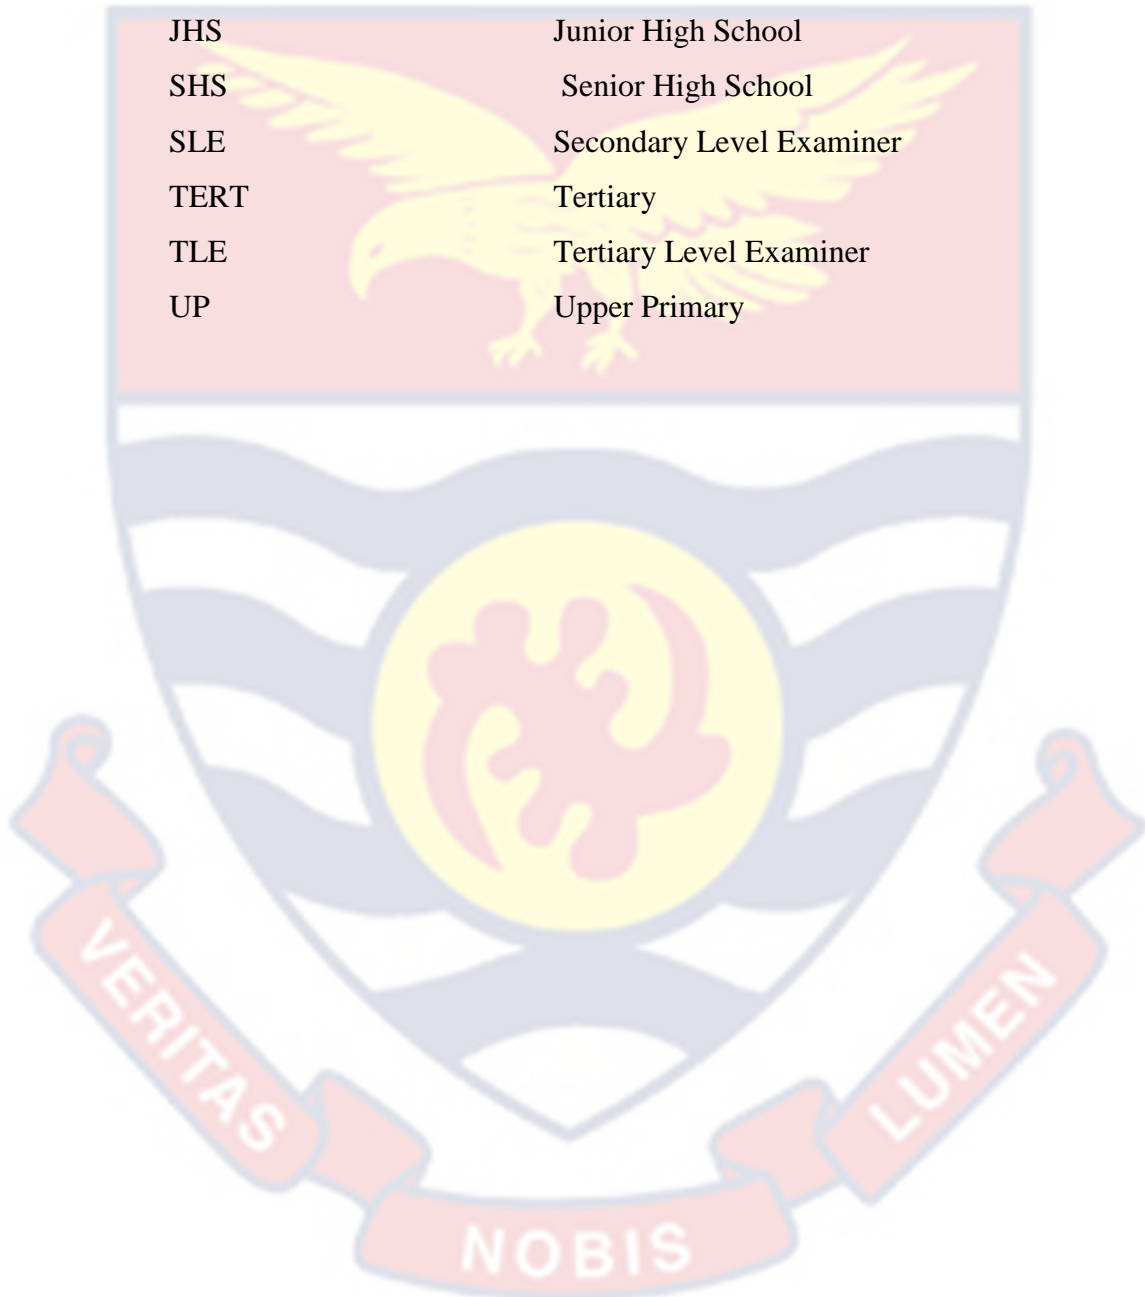 JHS Junior High School
SHS Senior High School
SLE Secondary Level Examiner
TERT Tertiary
TLE Tertiary Level Examiner
UP Upper Primary
VERITAS
NOBIS
LUMEN